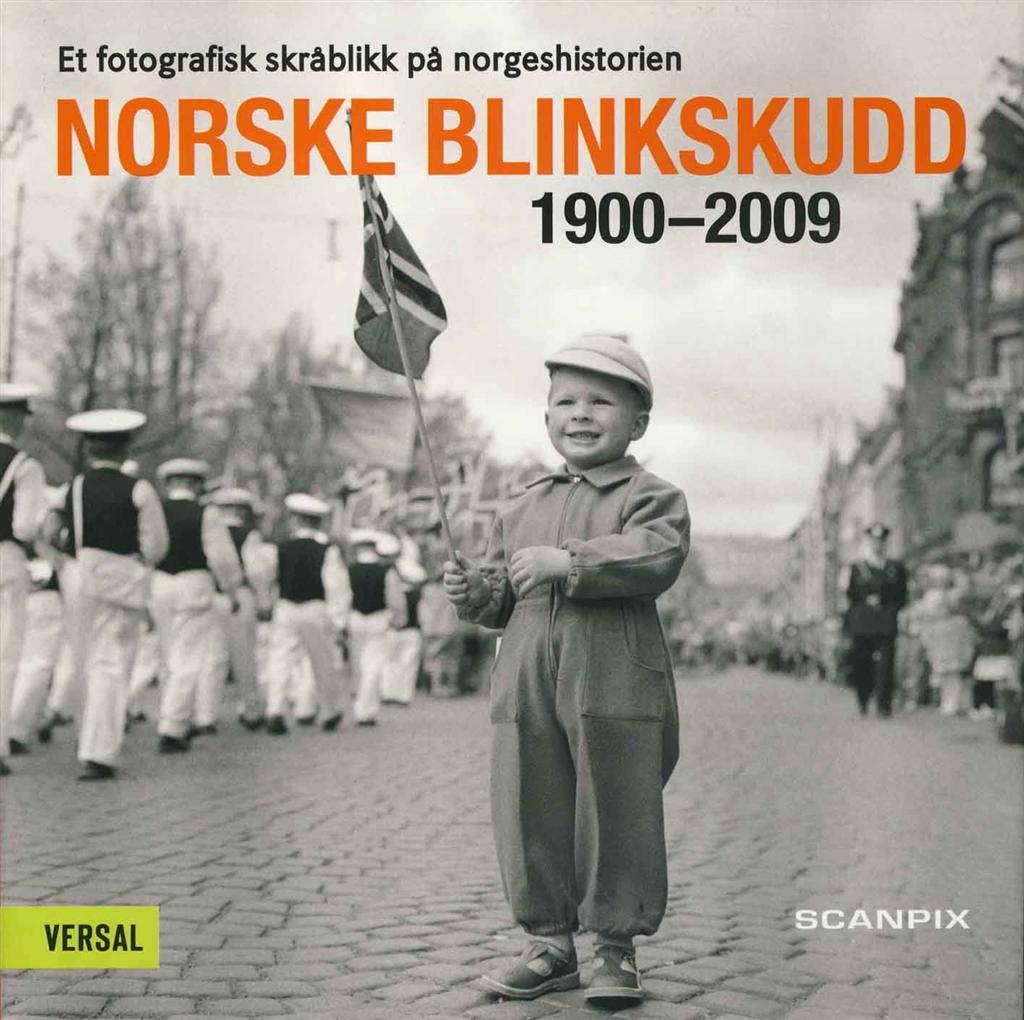 Et fotografisk skråblikk på norgeshistorien
NORSKE BLINKSKUDD
1900–2009
VERSAL
SCANPIX